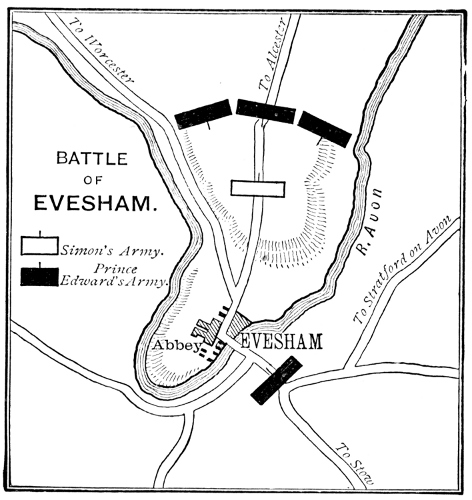 To Worcester
To Alcester
BATTLE
OF
EVESHAM.
Simon's Army.
Prince
Edward's Army.
R. Avon
To Stratford on Avon
Abbey
EVESHAM
To Stow